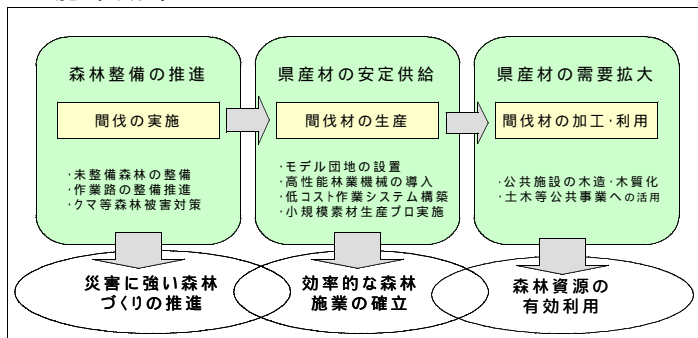 森林整備の推進
間伐の実施
・未整備森林の整備
・作業路の整備推進
・クマ等森林被害対策
県産材の安定供給
間伐材の生産
・モデル団地の設置
・高性能林業機械の導入
・低コスト作業システム構築
・小規模素材生産プロ実施
県産材の需要拡大
間伐材の加工・利用
・公共施設の木造・木質化
・土木等公共事業への活用
災害に強い森林
づくりの推進
効率的な森林
施業の確立
森林資源の
有効利用